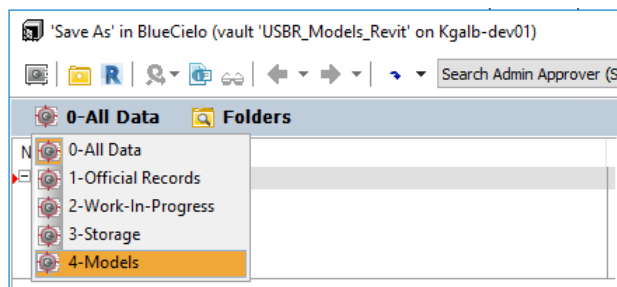 'Save As' in BlueCielo (vault 'USBR_Models_Revit' on Kgalb-dev01)
R Search Admin Approver (S
0-All Data Folders
N
0-All Data
1-Official Records
2-Work-In-Progress
3-Storage
4-Models